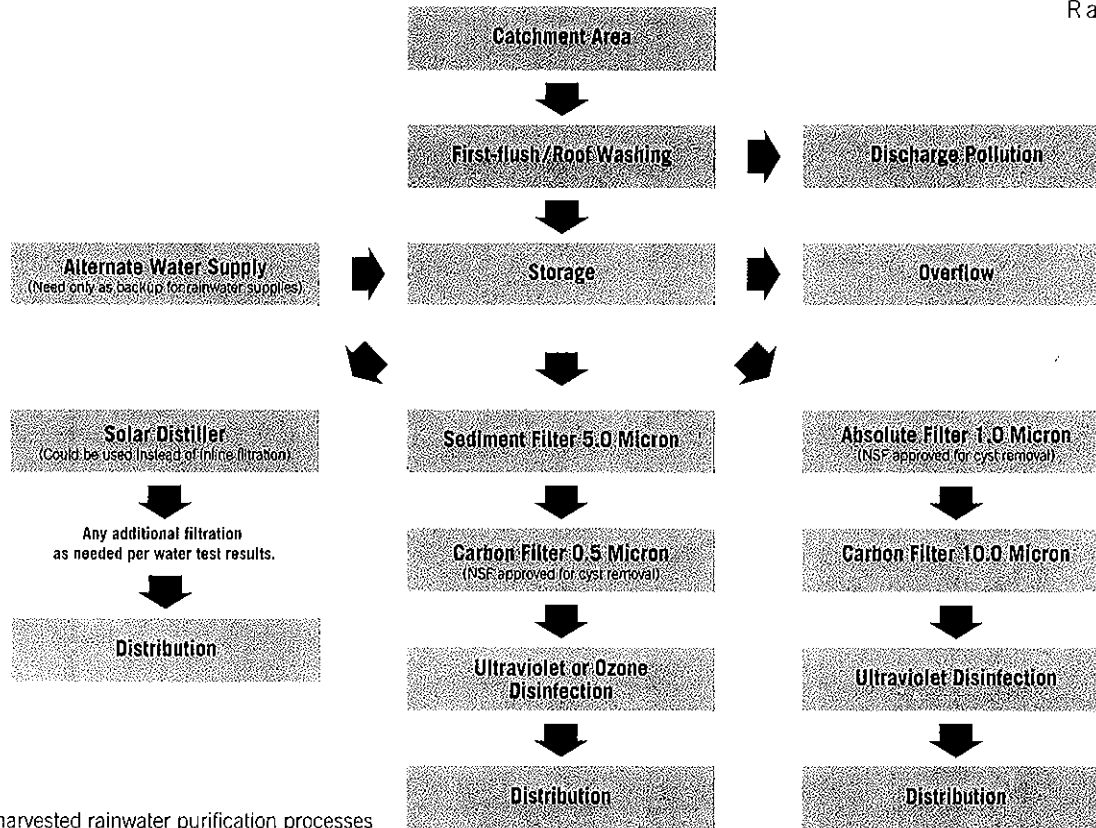 Ra
Catchment Area
First-flush/Roof Washing
Discharge Pollution
Alternate Water Supply
(Need only as backup for rainwater supplies)
Storage
Overflow
Solar Distiller
(Could be used instead of inline filtration)
Sediment Filter 5.0 Micron
Absolute Filter 1.0 Micron
(NSF approved for cyst removal)
Any additional filtration
as needed per water test results.
Carbon Filter 0.5 Micron
(NSF approved for cyst removal)
Carbon Filter 10.0 Micron
Distribution
Ultraviolet or Ozone
Disinfection
Ultraviolet Disinfection
Distribution
Distribution
harvested rainwater purification processes